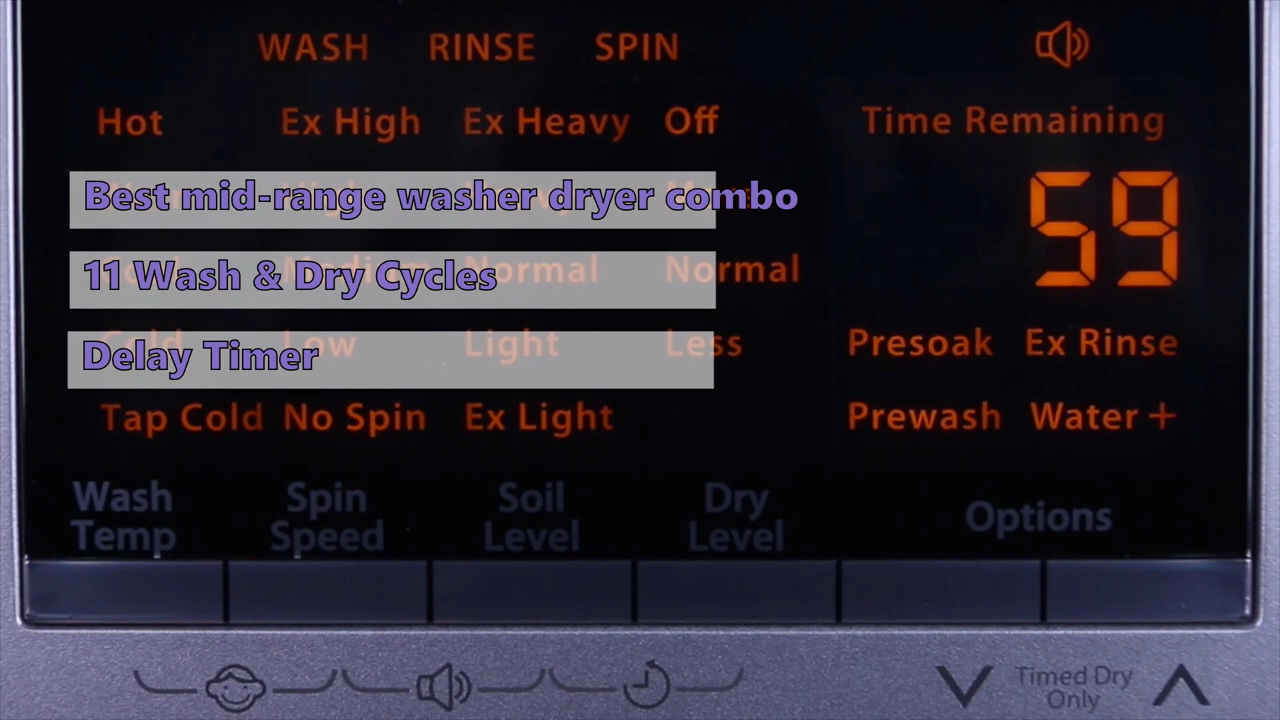 WASH RINSE SPIN
Hot Ex High Ex Heavy Off Time Remaining
Best mid-range washer dryer combo
59
11 Wash & Dry Cycles
Medium Normal Normal
Delay Timer
Cold Low Light Less Presoak Ex Rinse
Tap Cold No Spin Ex Light Prewash Water +
Wash Temp Spin Speed Soil Level Dry Level Options
Timed Dry Only